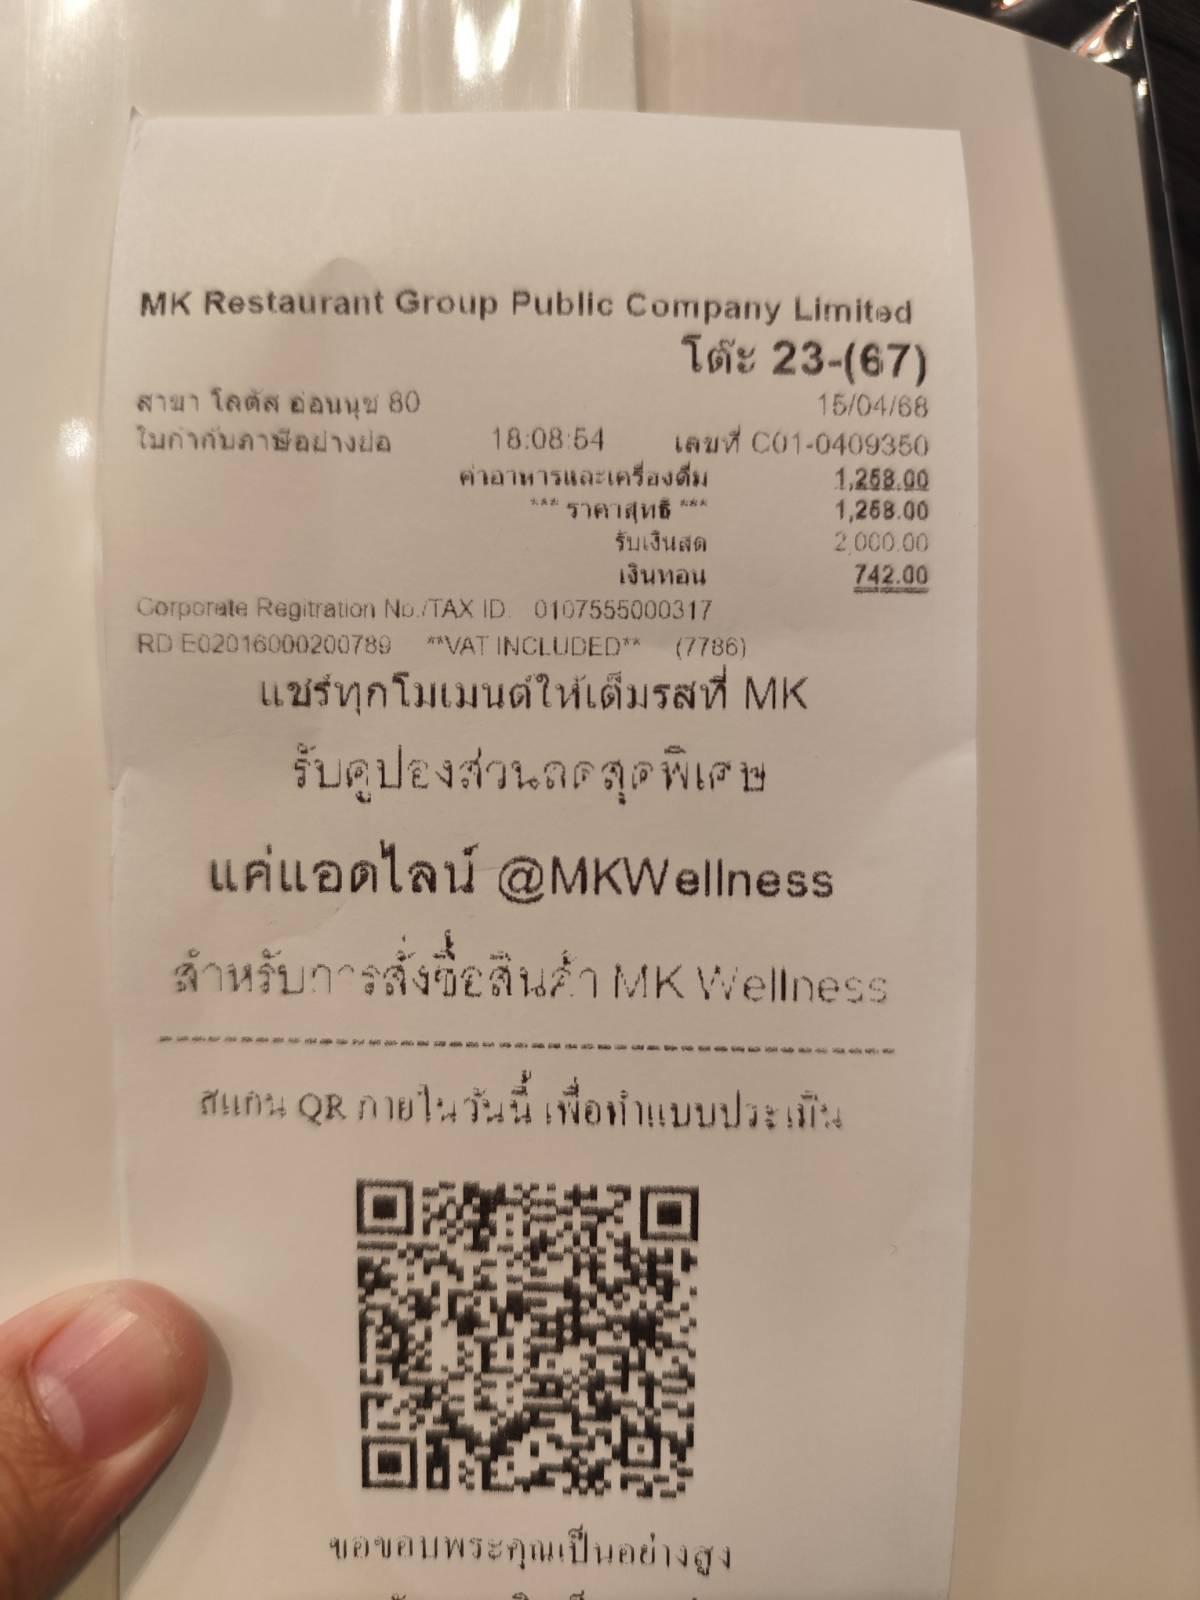 MK Restaurant Group Public Company Limited
โต๊ะ 23-(67)
สาขา โลตัส อ่อนนุช 80 15/04/68
ใบกำกับภาษีอย่างย่อ 18:08:54 เลขที่ C01-0409350
ค่าอาหารและเครื่องดื่ม 1,258.00
*** ราคาสุทธิ *** 1,258.00
รับเงินสด 2,000.00
เงินทอน 742.00
Corporate Regitration No./TAX ID. 0107555000317
RD E02016000200789 **VAT INCLUDED** (7786)
แชร์ทุกโมเมนต์ให้เต็มรสที่ MK
รับคูปองส่วนลดสุดพิเศษ
แค่แอดไลน์ @MKWellness
สำหรับการสั่งซื้อสินค้า MK Wellness
สแกน QR ภายในวันนี้ เพื่อทำแบบประเมิน
ขอขอบพระคุณเป็นอย่างสูง